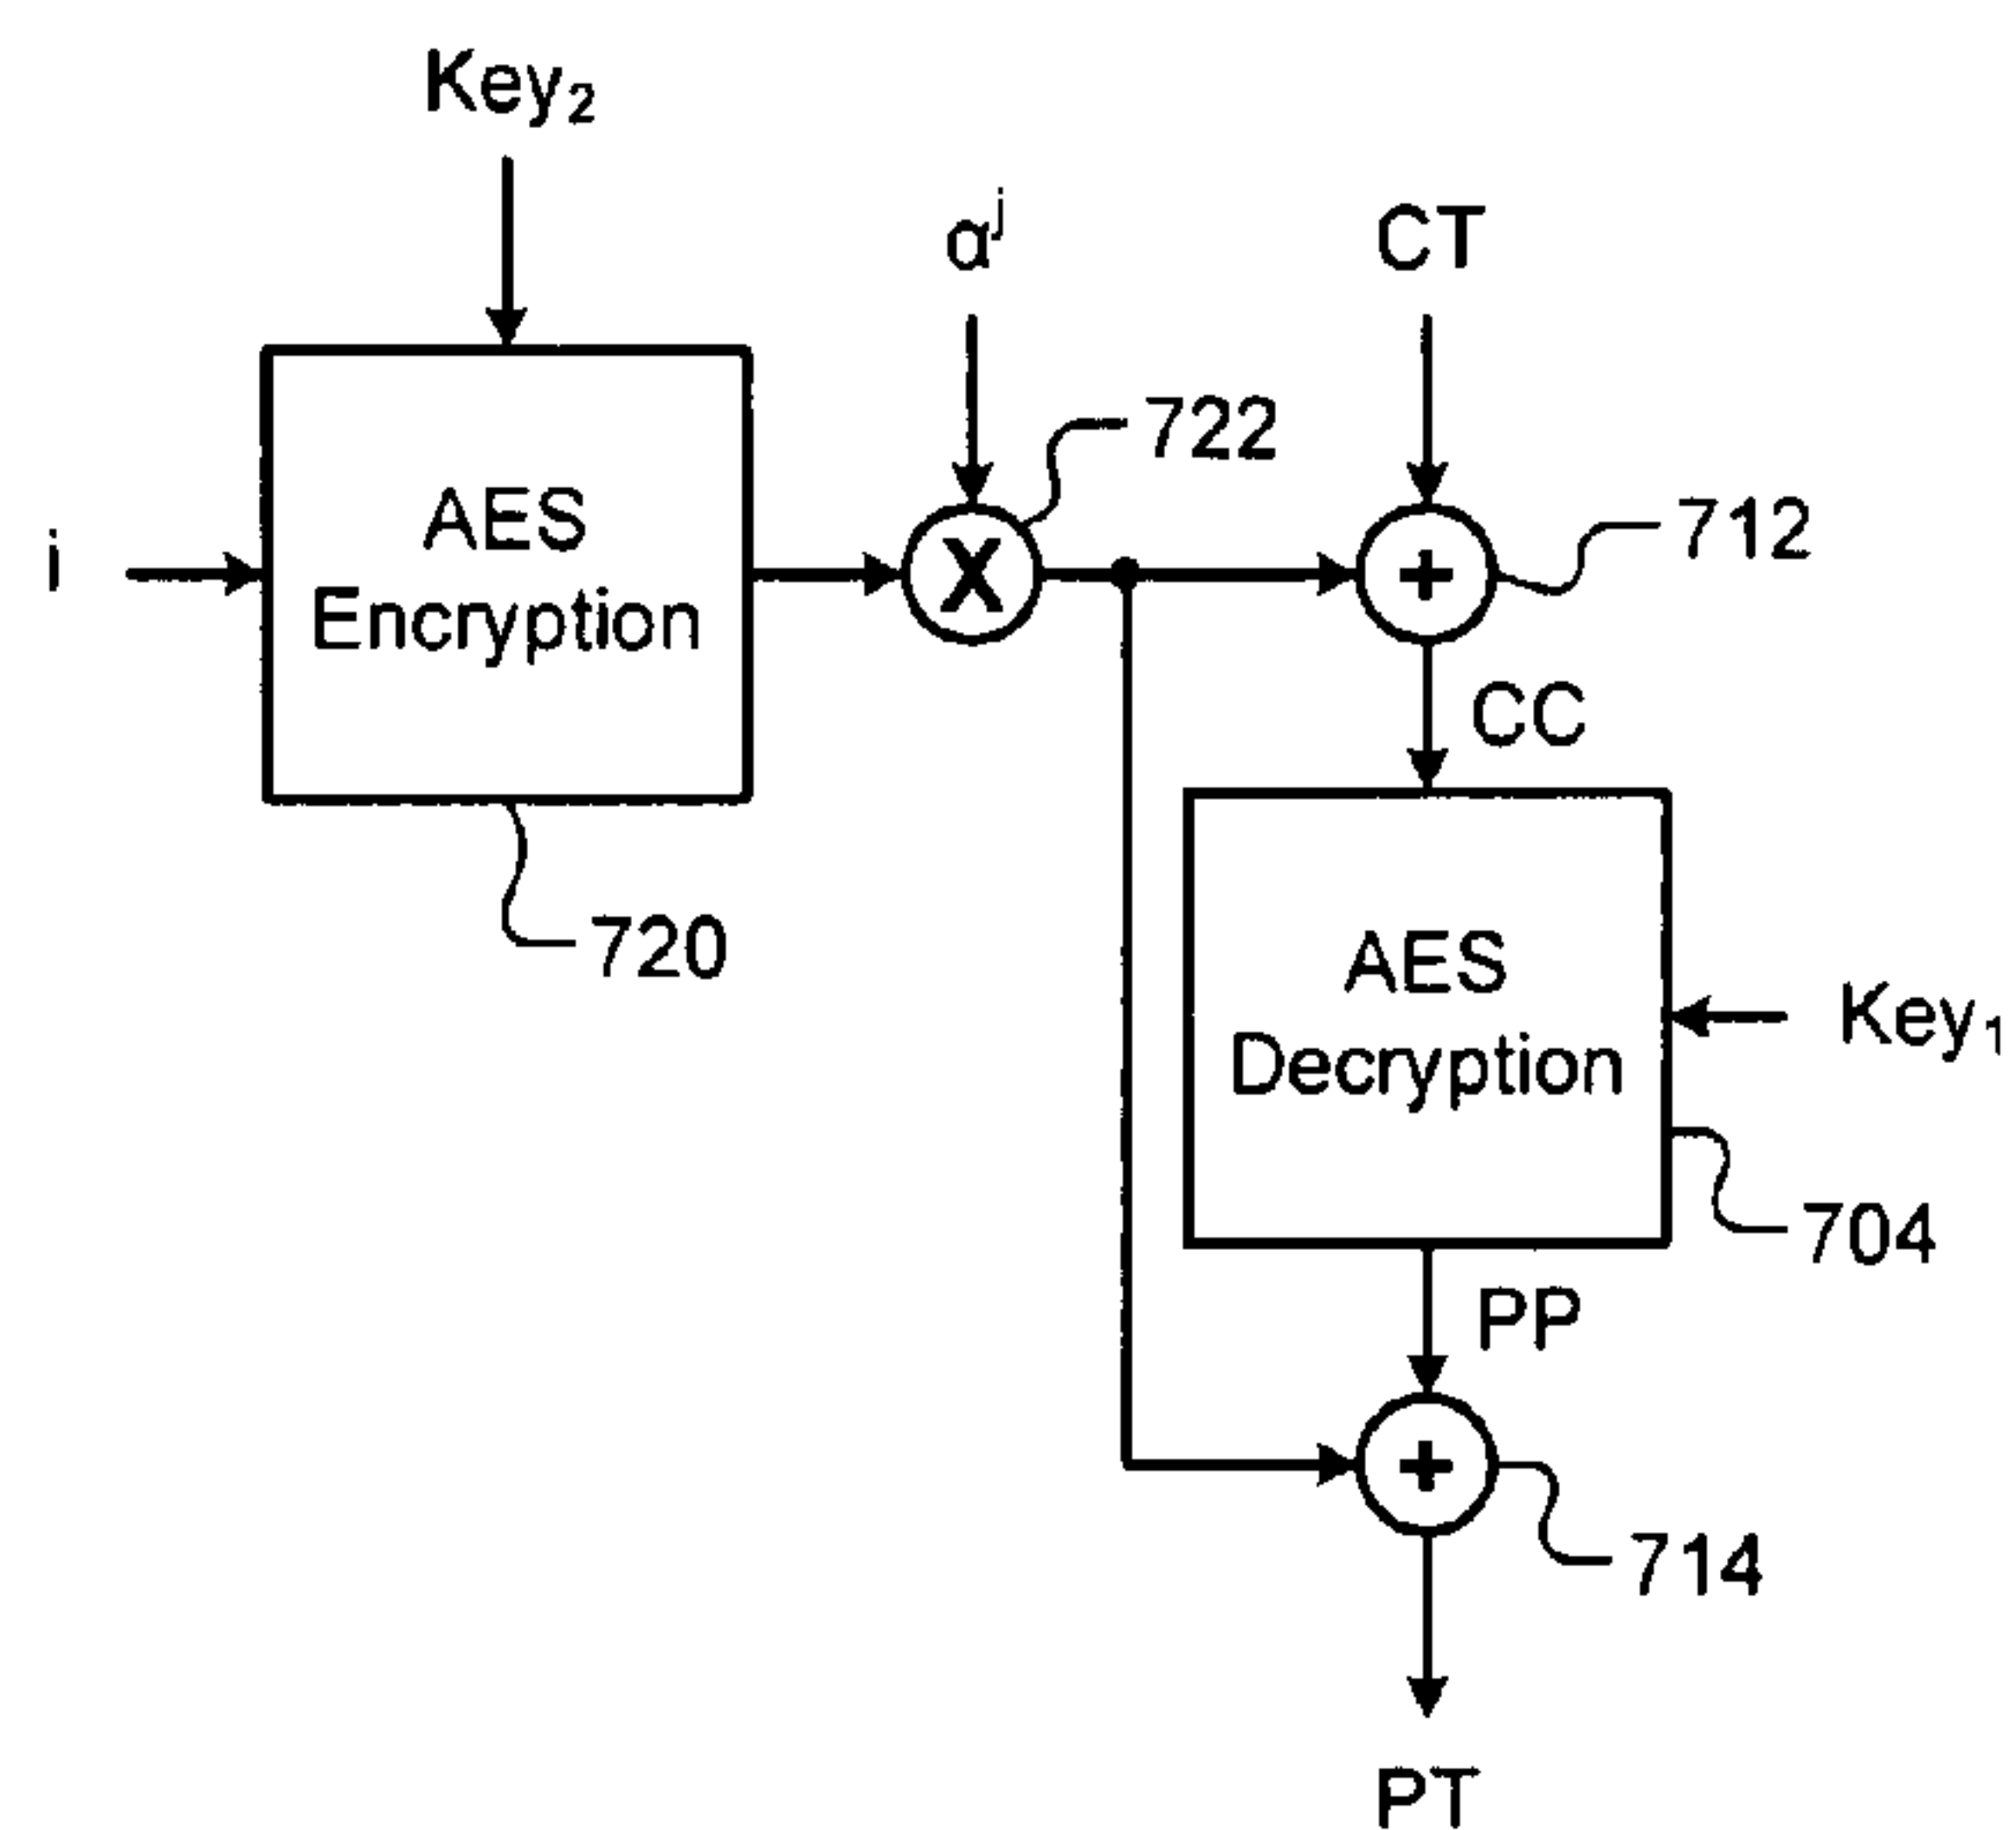 Key₂
αʲ
CT
722
712
i
AES
Encryption
CC
720
AES
Decryption
Key₁
704
PP
714
PT